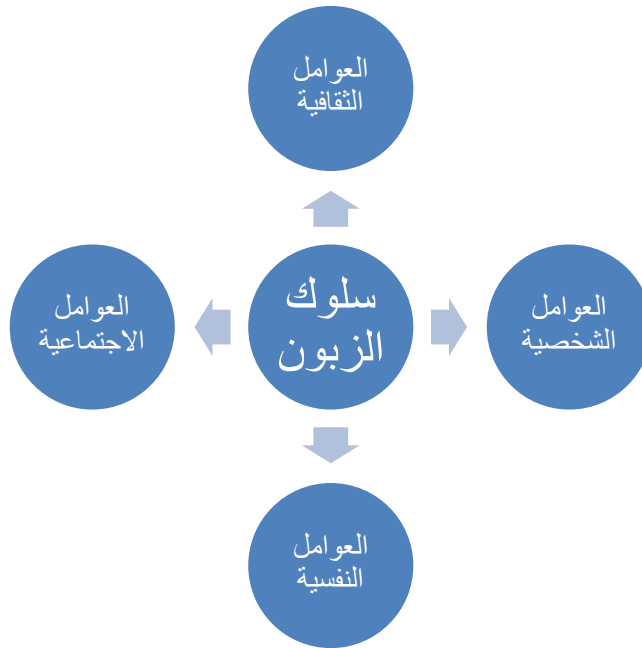 العوامل
الثقافية
العوامل
الشخصية
سلوك
الزبون
العوامل
الاجتماعية
العوامل
النفسية